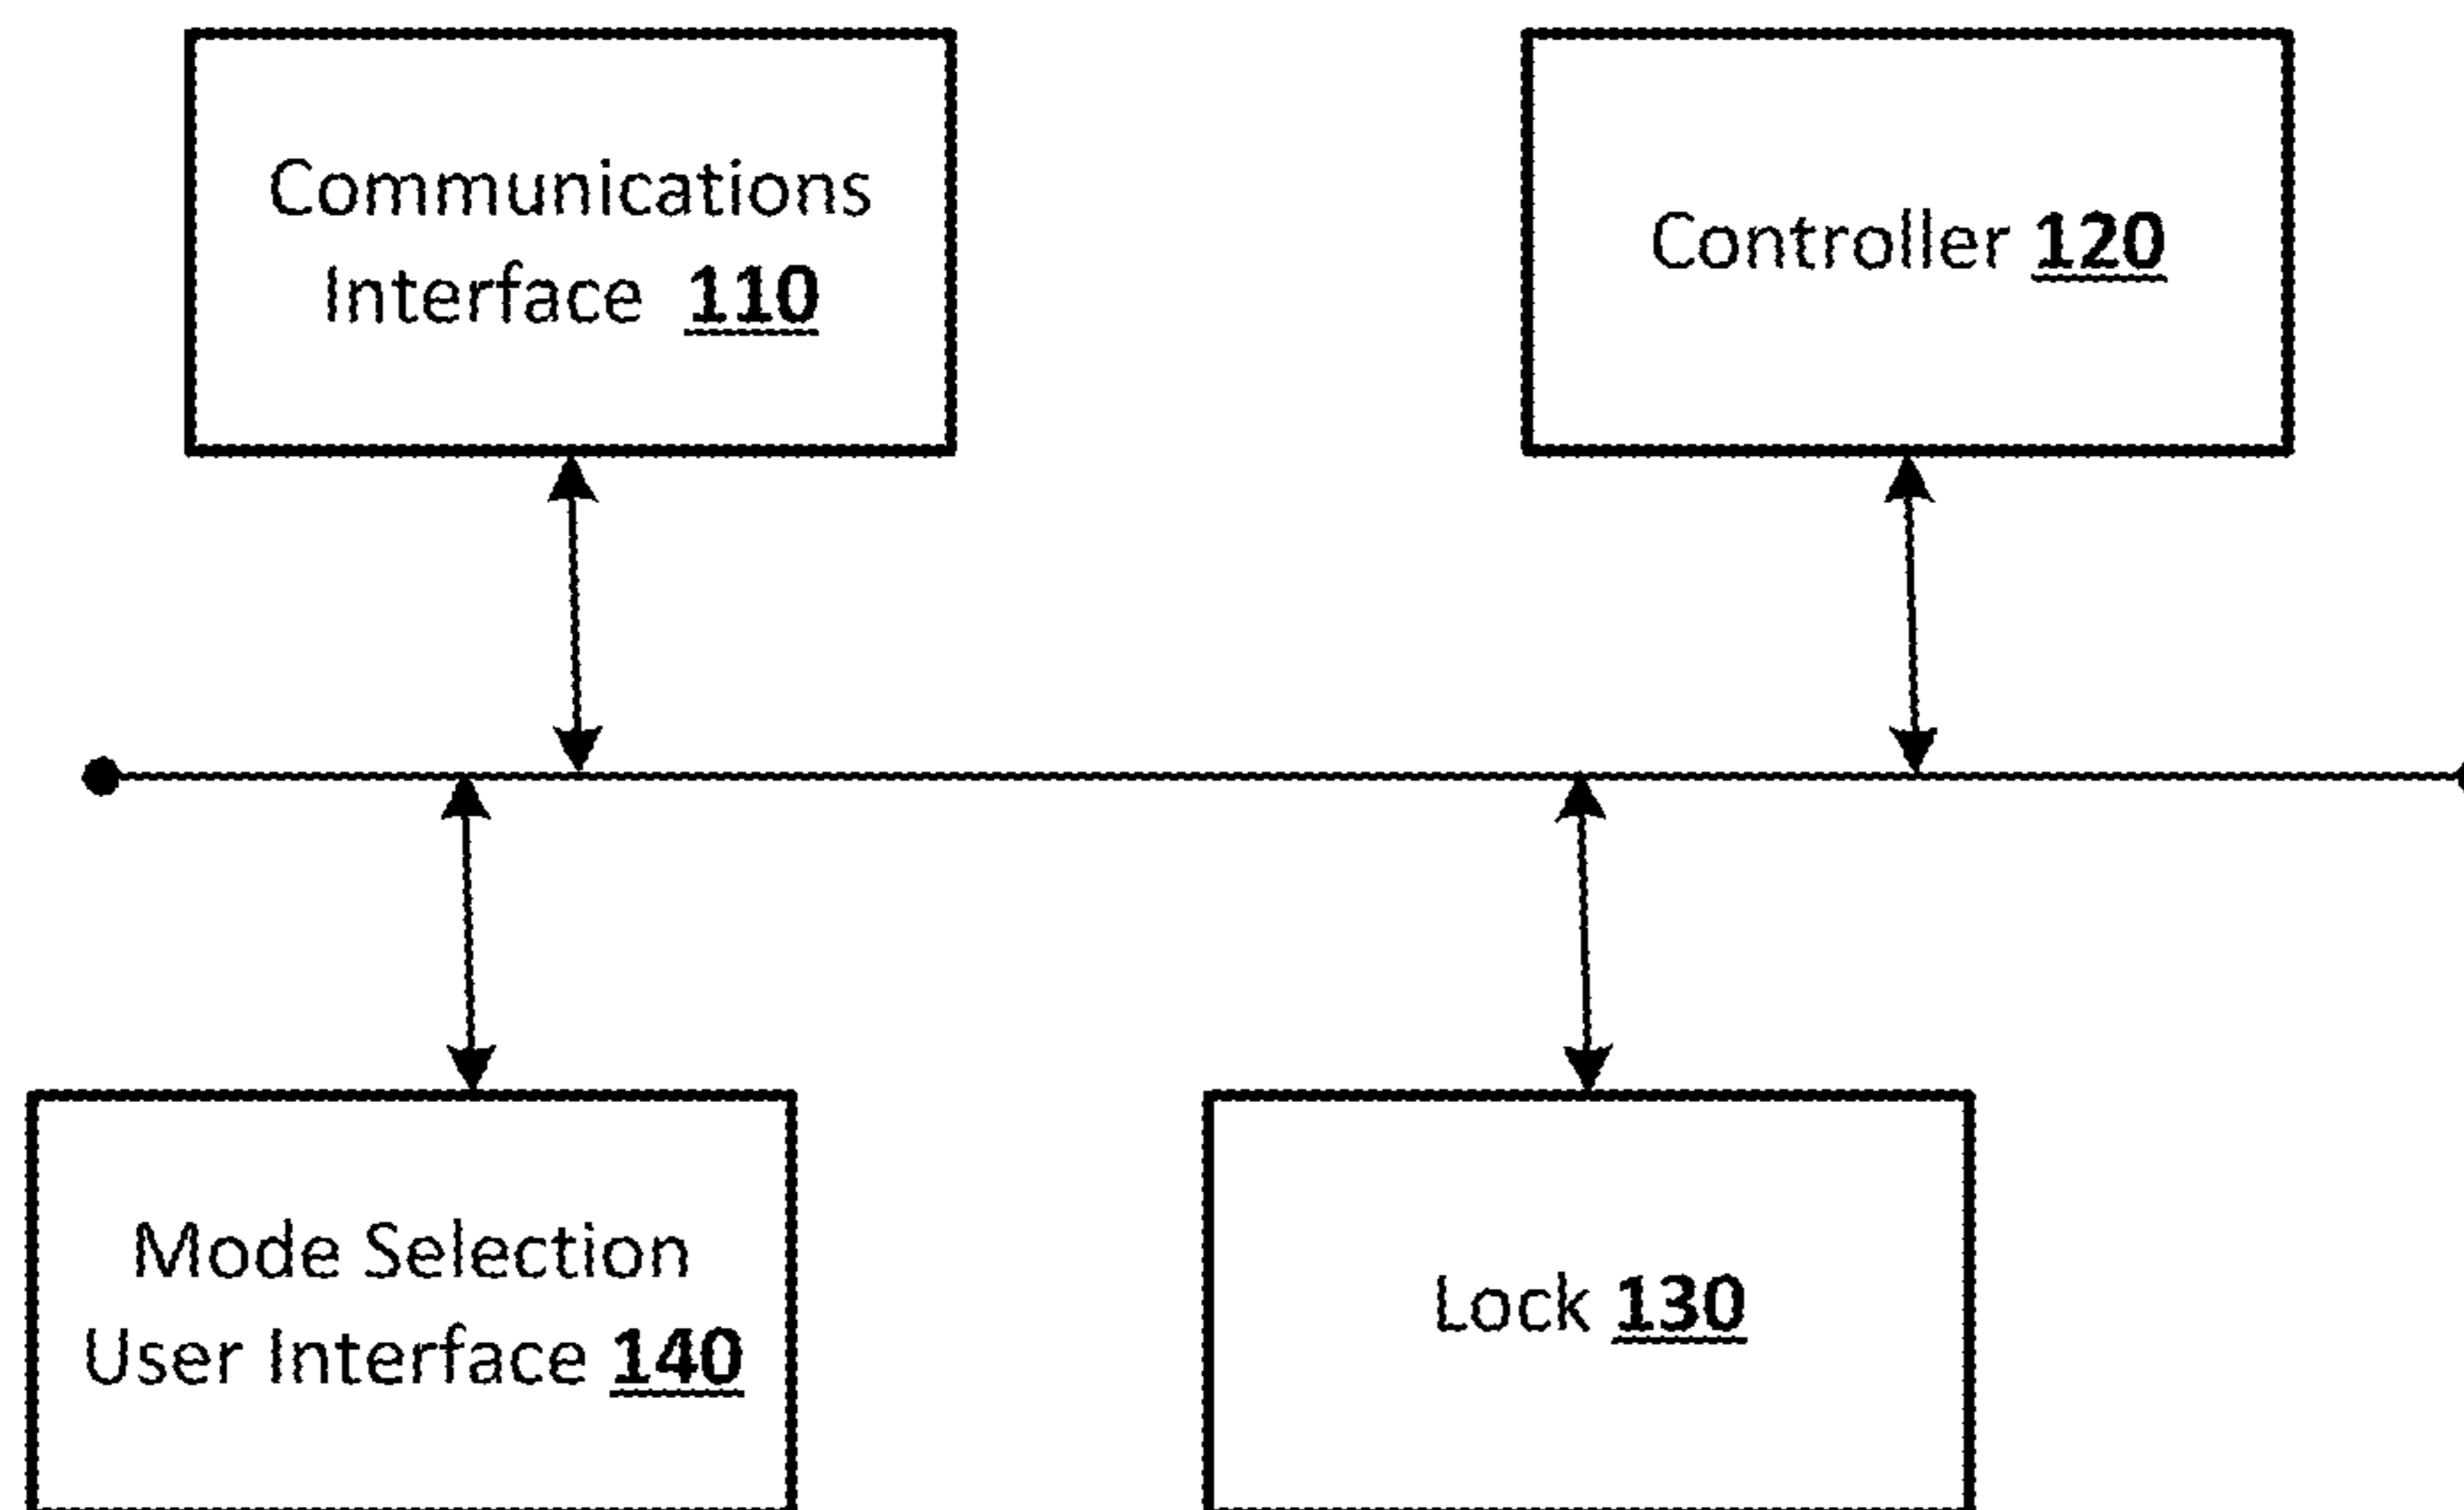 Communications
Interface 110
Controller 120
Mode Selection
User Interface 140
Lock 130